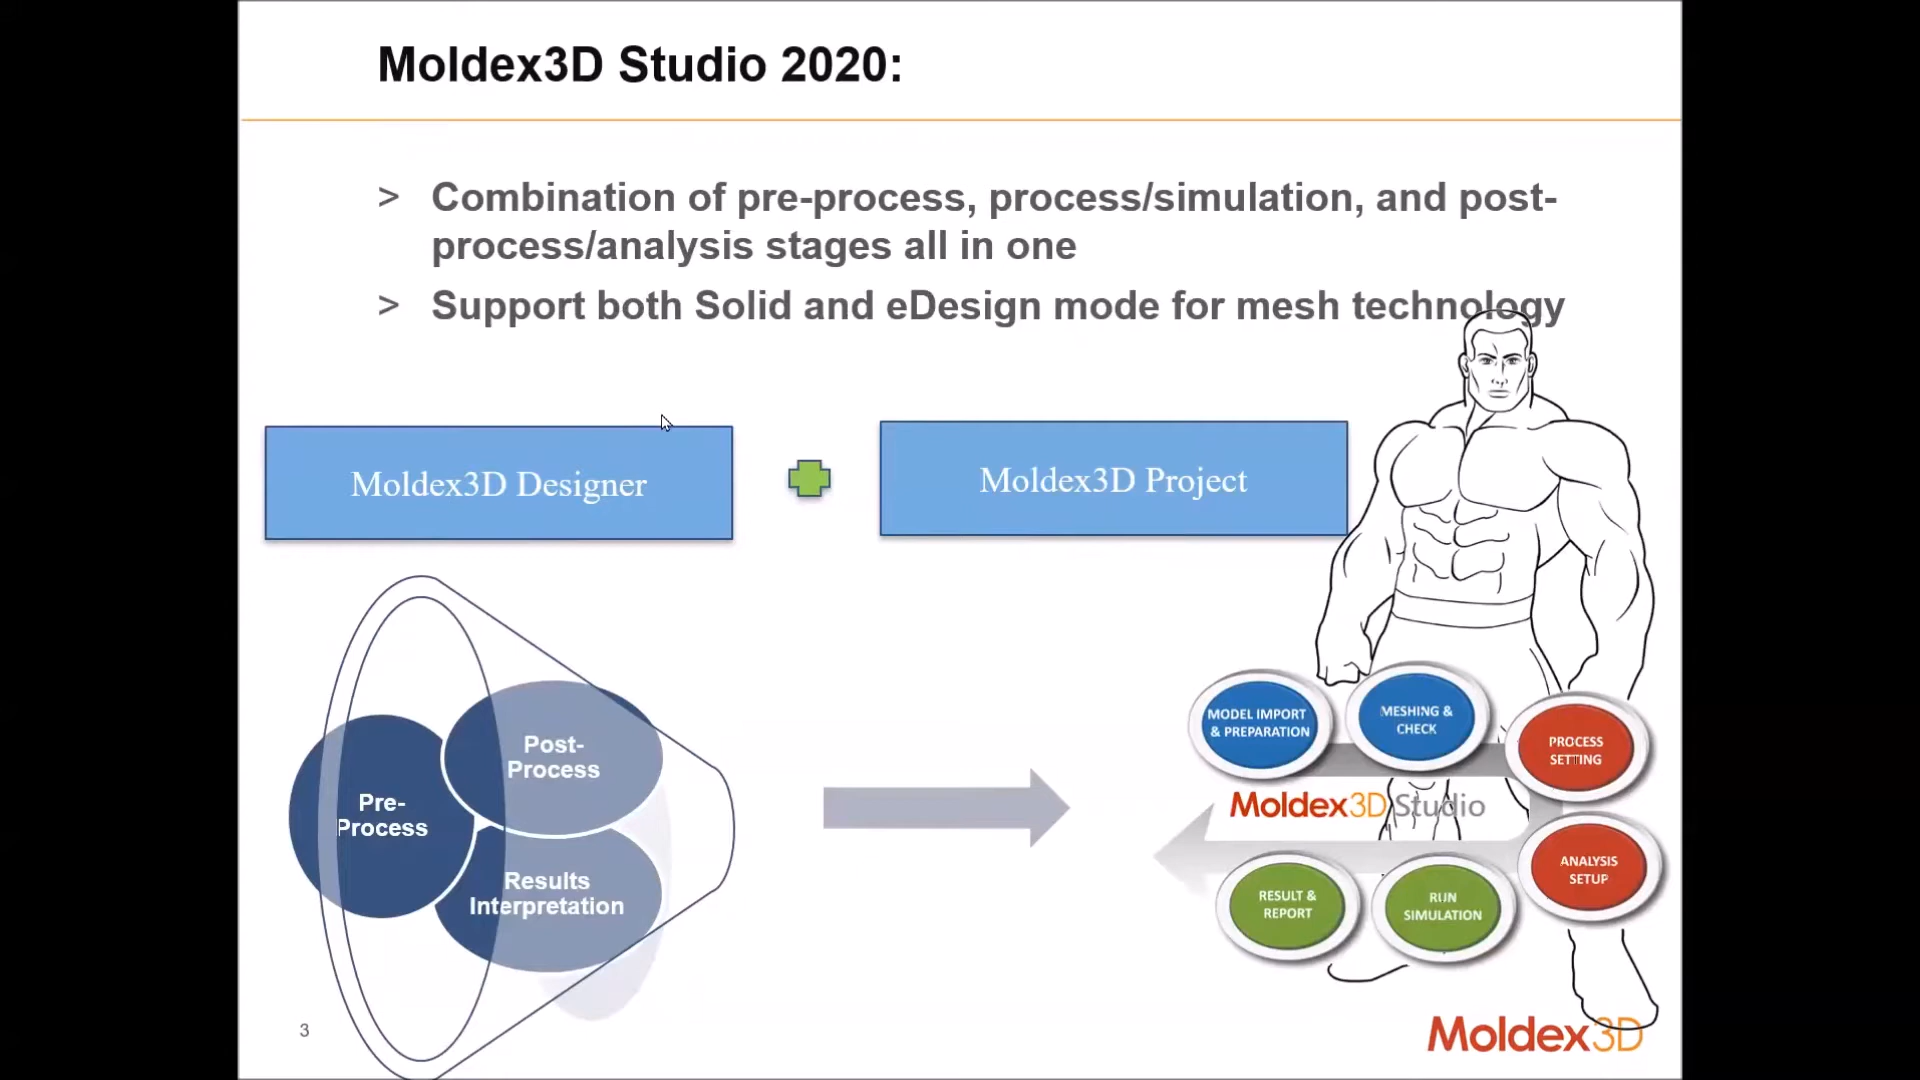 Moldex3D Studio 2020:
> Combination of pre-process, process/simulation, and post-
process/analysis stages all in one
> Support both Solid and eDesign mode for mesh technology
Moldex3D Designer
Moldex3D Project
Post-
Process
Pre-
Process
Results
Interpretation
MODEL IMPORT
& PREPARATION
MESHING &
CHECK
PROCESS
SETTING
Moldex3D Studio
ANALYSIS
SETUP
RESULT &
REPORT
RUN
SIMULATION
3
Moldex3D